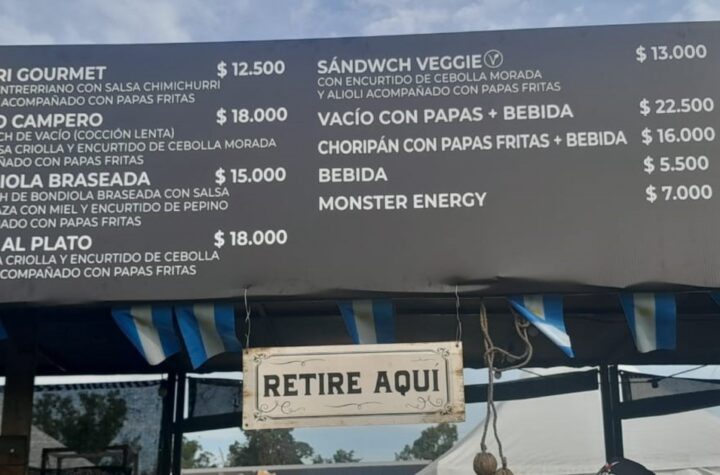 RI GOURMET $ 12.500
NTRERRIANO CON SALSA CHIMICHURRI
ACOMPAÑADO CON PAPAS FRITAS
O CAMPERO $ 18.000
CH DE VACÍO (COCCIÓN LENTA)
SA CRIOLLA Y ENCURTIDO DE CEBOLLA MORADA
ÑADO CON PAPAS FRITAS
IOLA BRASEADA $ 15.000
H DE BONDIOLA BRASEADA CON SALSA
ZA CON MIEL Y ENCURTIDO DE PEPINO
ADO CON PAPAS FRITAS
AL PLATO $ 18.000
A CRIOLLA Y ENCURTIDO DE CEBOLLA
COMPAÑADO CON PAPAS FRITAS
SÁNDWCH VEGGIE V $ 13.000
CON ENCURTIDO DE CEBOLLA MORADA
Y ALIOLI ACOMPAÑADO CON PAPAS FRITAS
VACÍO CON PAPAS + BEBIDA $ 22.500
CHORIPÁN CON PAPAS FRITAS + BEBIDA $ 16.000
BEBIDA $ 5.500
MONSTER ENERGY $ 7.000
RETIRE AQUÍ